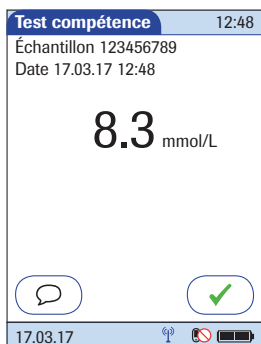 Test compétence 12:48
Échantillon 123456789
Date 17.03.17 12:48
8.3 mmol/L
17.03.17